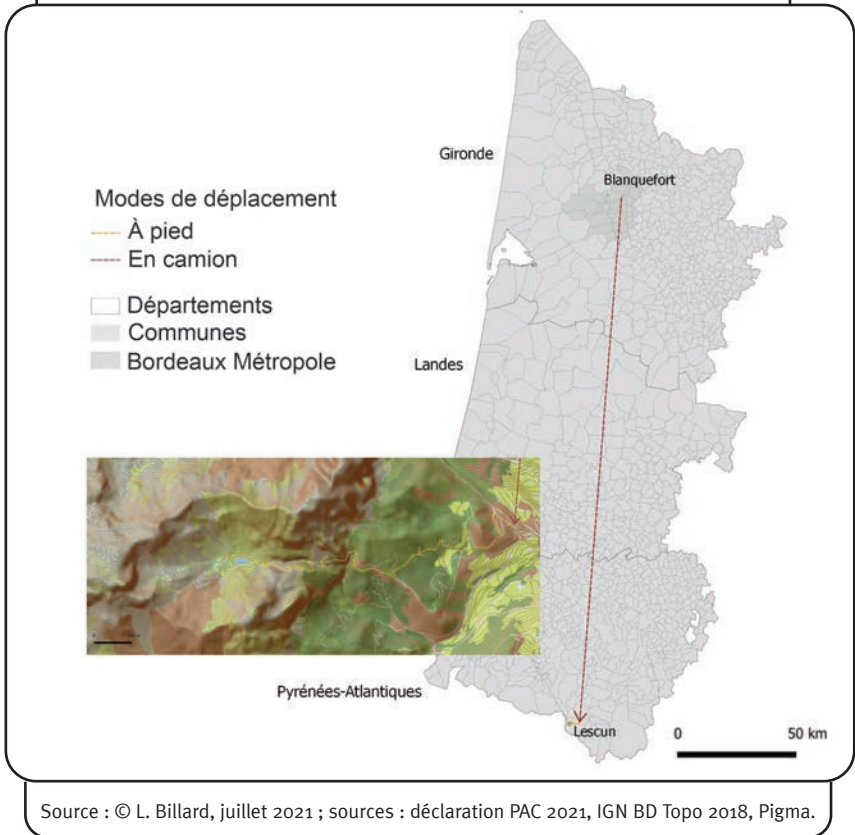 Gironde
Blanquefort
Modes de déplacement
À pied
En camion
Départements
Communes
Bordeaux Métropole
Landes
Pyrénées-Atlantiques
Lescun
0 50 km
Source : © L. Billard, juillet 2021 ; sources : déclaration PAC 2021, IGN BD Topo 2018, Pigma.